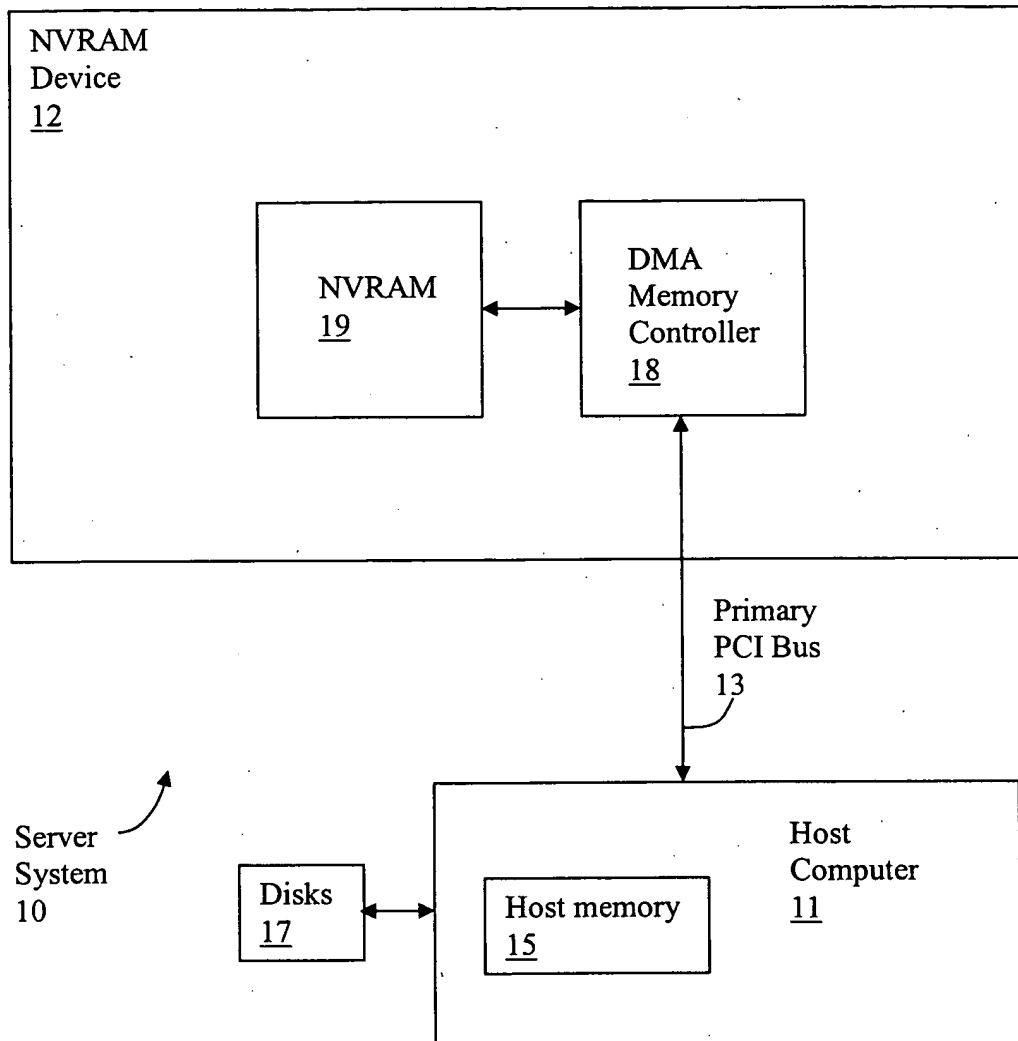 NVRAM
Device
12
NVRAM
19
DMA
Memory
Controller
18
Primary
PCI Bus
13
Server
System
10
Disks
17
Host memory
15
Host
Computer
11